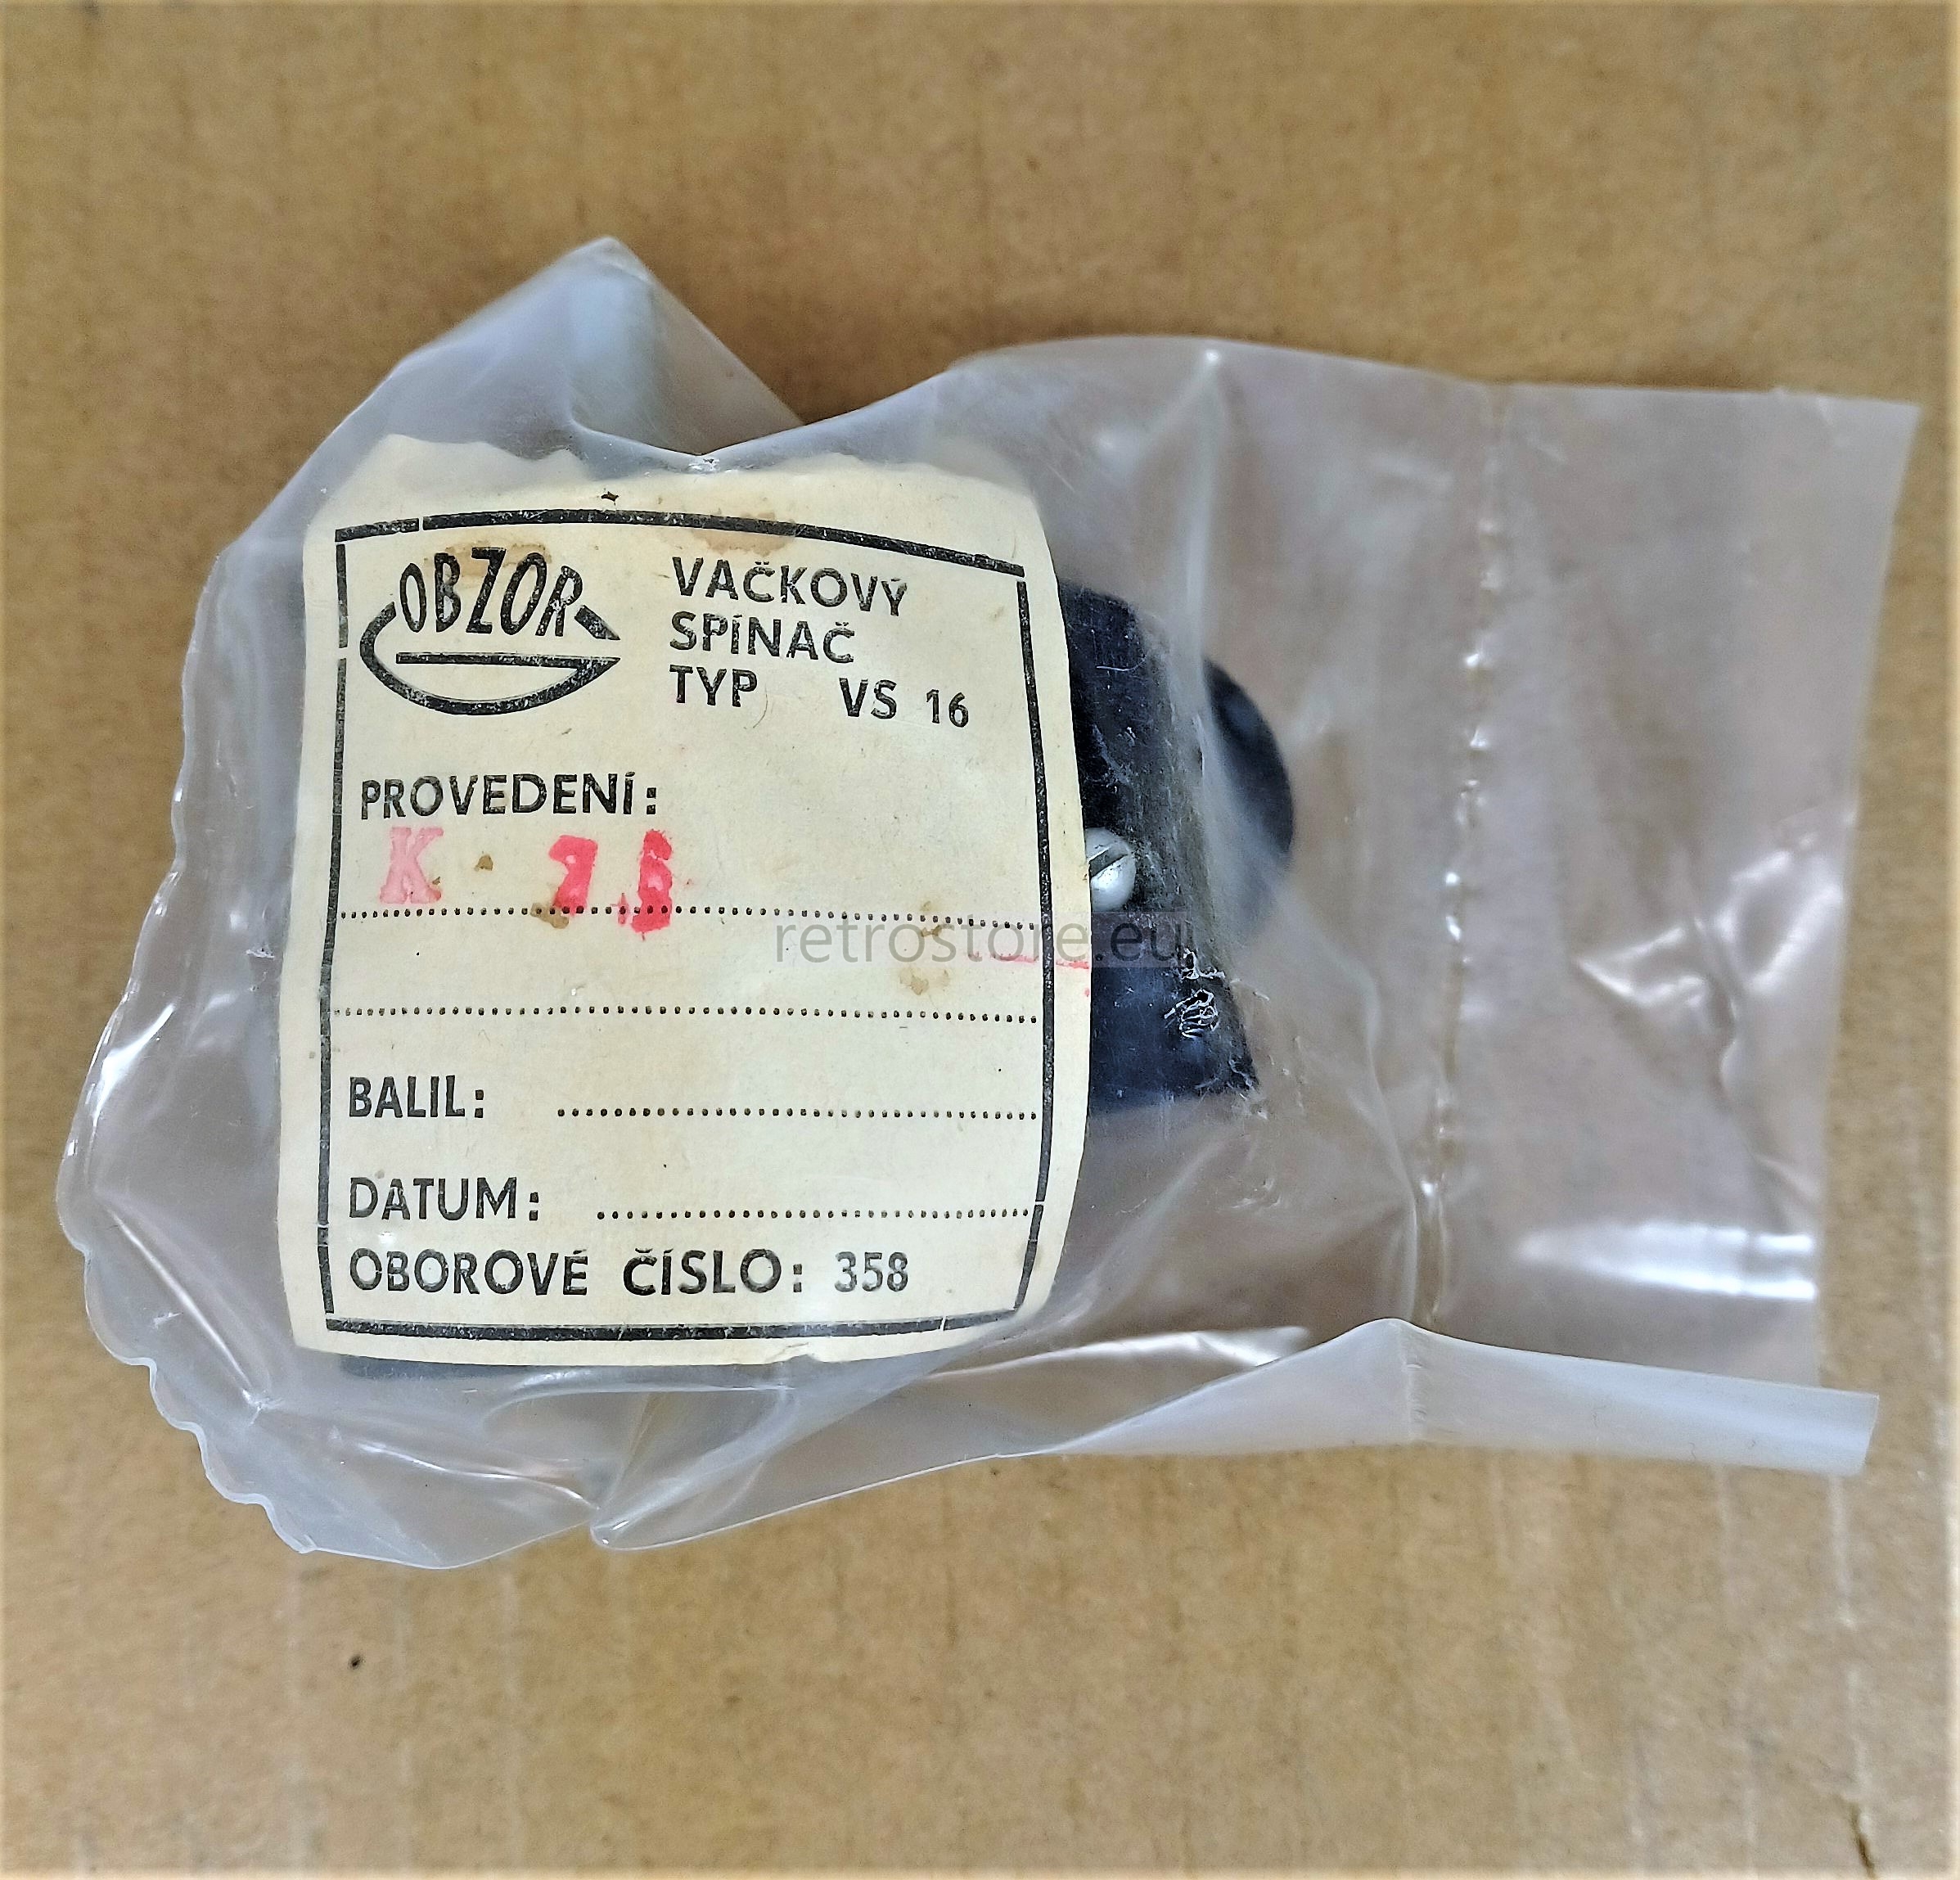 OBZOR
VAČKOVÝ
SPÍNAČ
TYP VS 16
PROVEDENÍ:
K
retrostore.eu
BALIL:
DATUM:
OBOROVÉ ČÍSLO: 358